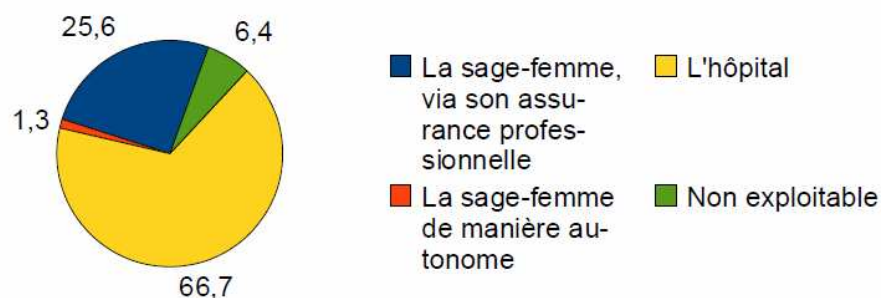 25,6
6,4
1,3
66,7
La sage-femme,
via son assu-
rance profes-
sionnelle
L'hôpital
La sage-femme
de manière au-
tonome
Non exploitable